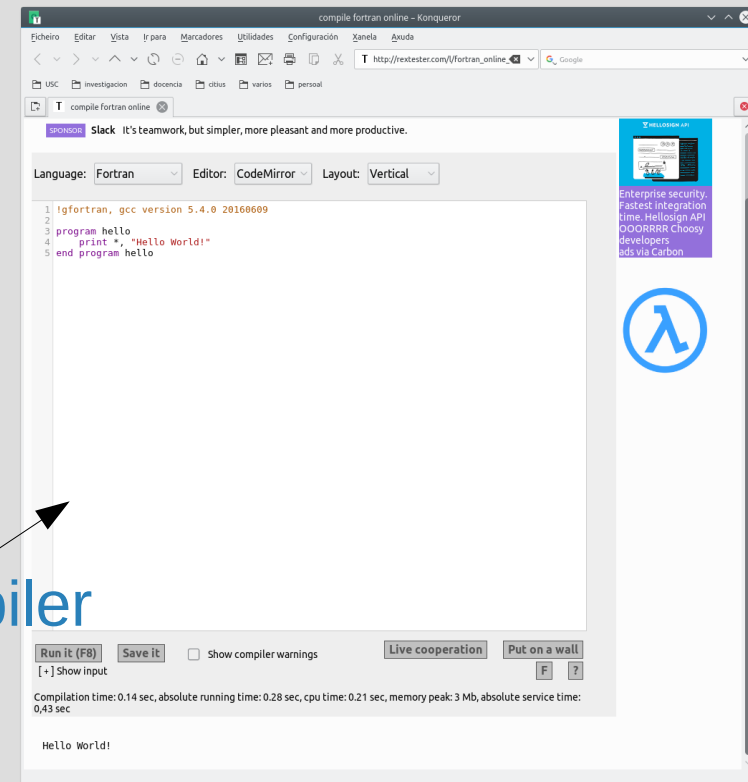 compile fortran online – Konqueror
Ficheiro Editar Vista Ir para Marcadores Utilidades Configuración Xanela Axuda
T http://rextester.com/l/fortran_online_ G Google
USC investigacion docencia citius varios persoal
T compile fortran online
SPONSOR Slack It's teamwork, but simpler, more pleasant and more productive.
HELLOSIGN API
Enterprise security.
Fastest integration
time. Hellosign API
OOORRRR Choosy
developers
ads via Carbon
Language: Fortran Editor: CodeMirror Layout: Vertical
1 !gfortran, gcc version 5.4.0 20160609
2
3 program hello
4 print *, "Hello World!"
5 end program hello
λ
piler
Run it (F8) Save it Show compiler warnings Live cooperation Put on a wall
[+] Show input F ?
Compilation time: 0.14 sec, absolute running time: 0.28 sec, cpu time: 0.21 sec, memory peak: 3 Mb, absolute service time:
0,43 sec
Hello World!